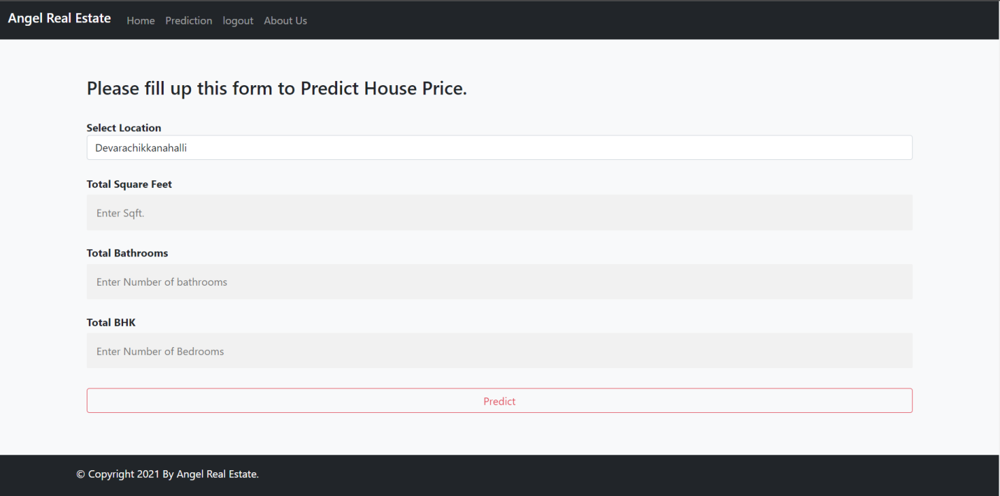 Angel Real Estate Home Prediction logout About Us
Please fill up this form to Predict House Price.
Select Location
Devarachikkanahalli
Total Square Feet
Enter Sqft.
Total Bathrooms
Enter Number of bathrooms
Total BHK
Enter Number of Bedrooms
Predict
© Copyright 2021 By Angel Real Estate.